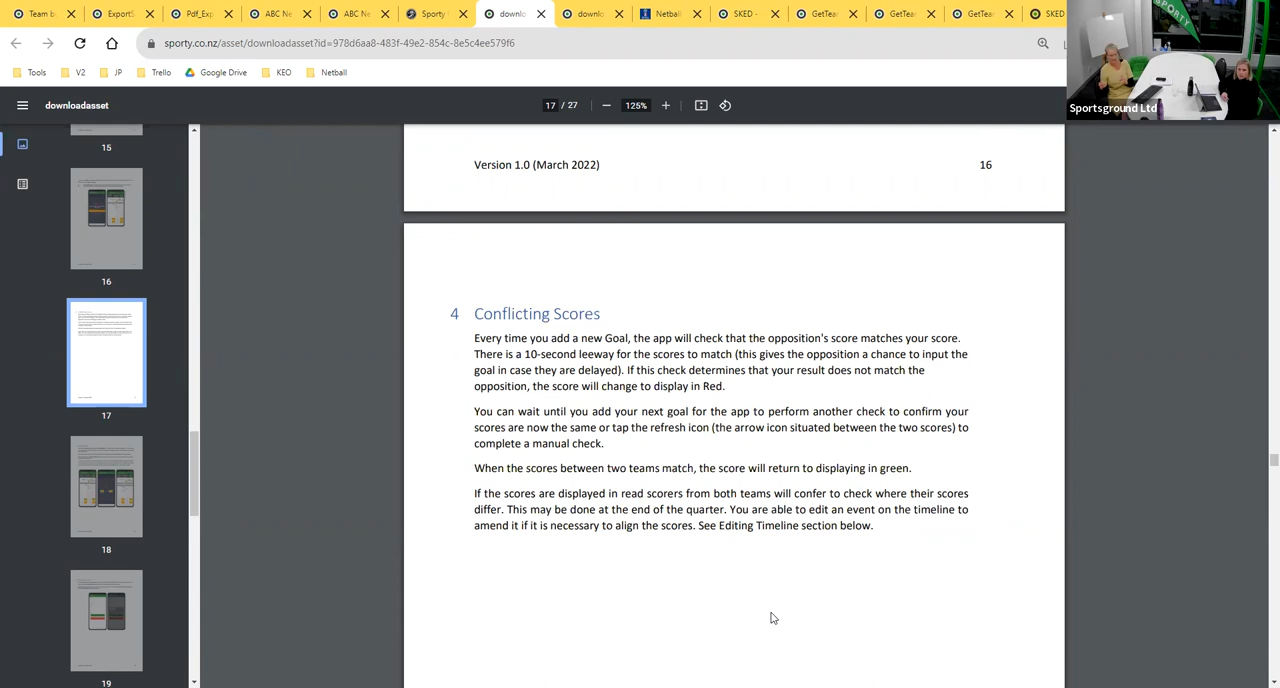 Team b
ExportS
Pdf_Exp
ABC Ne
ABC Ne
Sporty
downlo
downlo
Netbal
SKED -
GetTea
GetTea
GetTea
SKED
sporty.co.nz/asset/downloadasset?id=978d6aa8-483f-49e2-854c-8e5c4ee579f6
Tools
V2
JP
Trello
Google Drive
KEO
Netball
SPORTY
Sportsground Ltd
downloadasset
17 / 27
125%
15
16
17
18
19
Version 1.0 (March 2022)
16
4 Conflicting Scores
Every time you add a new Goal, the app will check that the opposition's score matches your score.
There is a 10-second leeway for the scores to match (this gives the opposition a chance to input the
goal in case they are delayed). If this check determines that your result does not match the
opposition, the score will change to display in Red.
You can wait until you add your next goal for the app to perform another check to confirm your
scores are now the same or tap the refresh icon (the arrow icon situated between the two scores) to
complete a manual check.
When the scores between two teams match, the score will return to displaying in green.
If the scores are displayed in read scorers from both teams will confer to check where their scores
differ. This may be done at the end of the quarter. You are able to edit an event on the timeline to
amend it if it is necessary to align the scores. See Editing Timeline section below.